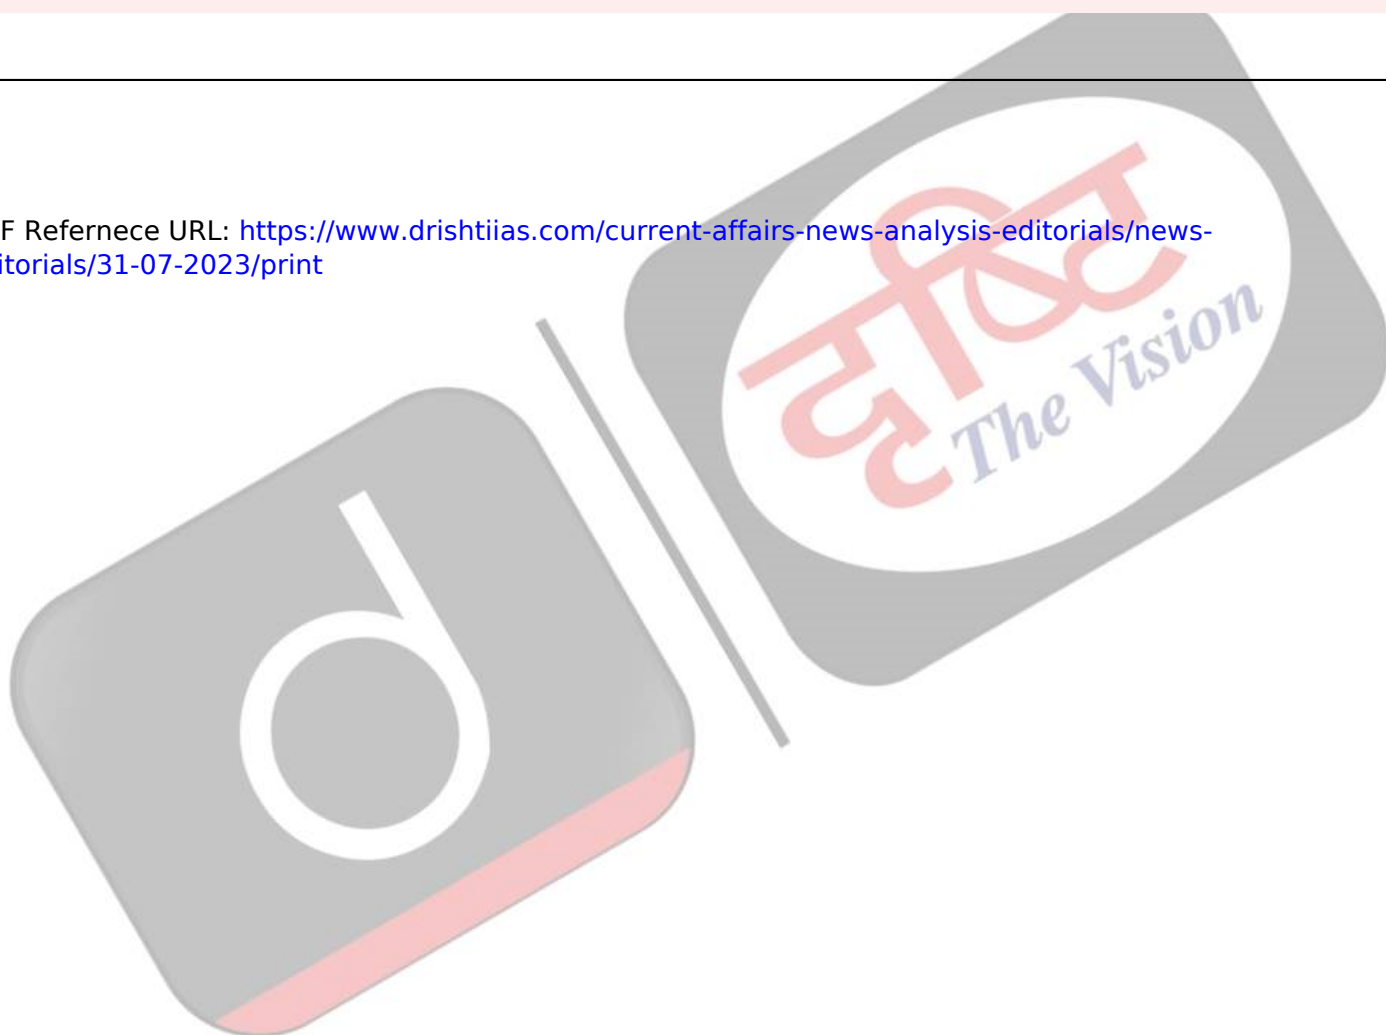 F Refernece URL: https://www.drishtiias.com/current-affairs-news-analysis-editorials/news-
itorials/31-07-2023/print
दृष्टि
The Vision
d